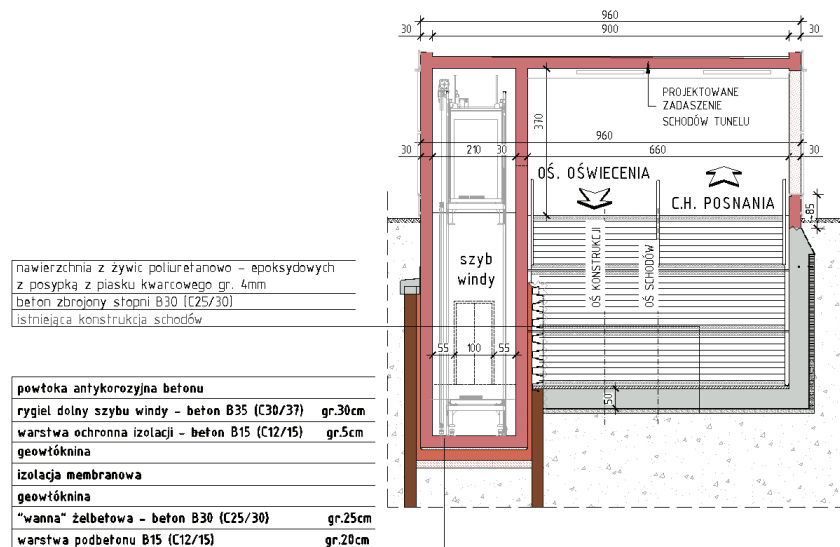 960
30 900 30
370
PROJEKTOWANE
ZADASZENIE
SCHODÓW TUNELU
960
30 210 30 660 30
OŚ. OŚWIECENIA
C.H. POSNANIA
85
szyb
windy
OŚ KONSTRUKCJI
OŚ SCHODÓW
55 100 55
50
nawierzchnia z żywic poliuretanowo - epoksydowych
z posypką z piasku kwarcowego gr. 4mm
beton zbrojony stopni B30 (C25/30)
istniejąca konstrukcja schodów
powłoka antykorozyjna betonu
rygiel dolny szybu windy - beton B35 (C30/37) gr.30cm
warstwa ochronna izolacji - beton B15 (C12/15) gr.5cm
geowłóknina
izolacja membranowa
geowłóknina
"wanna" żelbetowa - beton B30 (C25/30) gr.25cm
warstwa podbetonu B15 (C12/15) gr.20cm